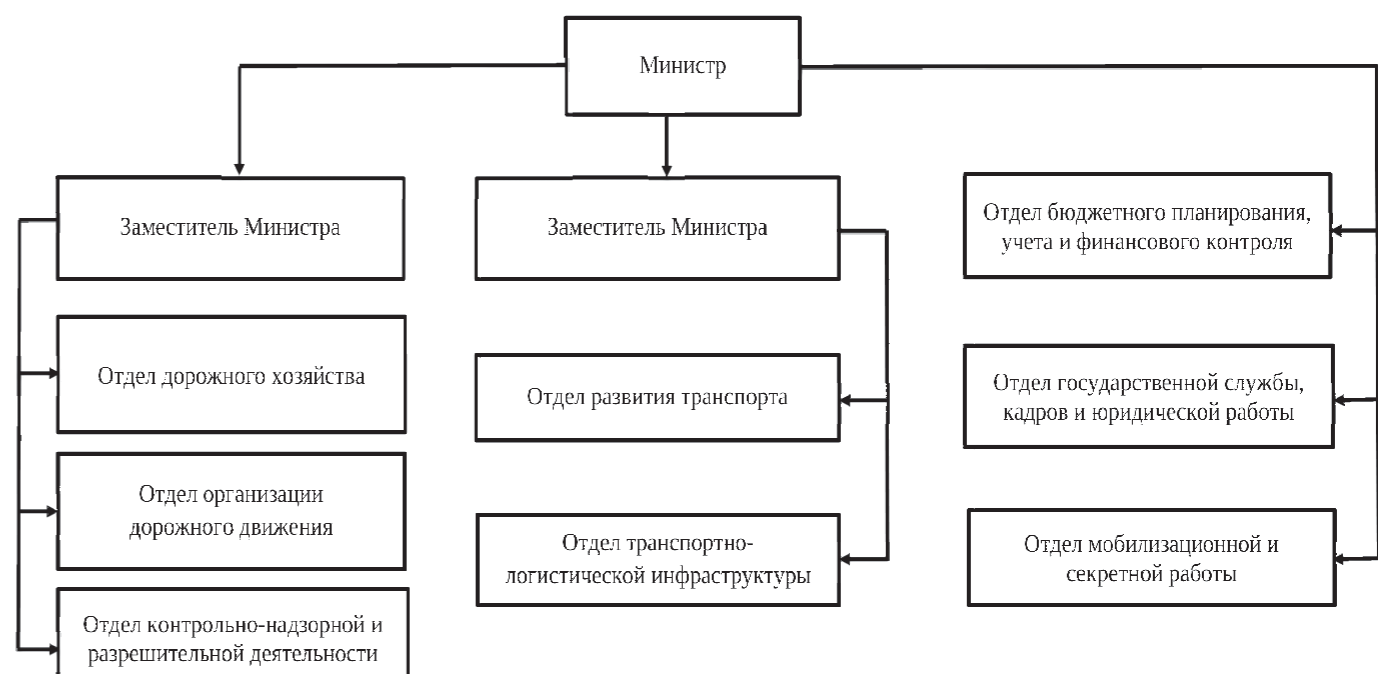 Министр
Заместитель Министра
Заместитель Министра
Отдел бюджетного планирования,
учета и финансового контроля
Отдел дорожного хозяйства
Отдел развития транспорта
Отдел государственной службы,
кадров и юридической работы
Отдел организации
дорожного движения
Отдел транспортно-
логистической инфраструктуры
Отдел мобилизационной и
секретной работы
Отдел контрольно-надзорной и
разрешительной деятельности